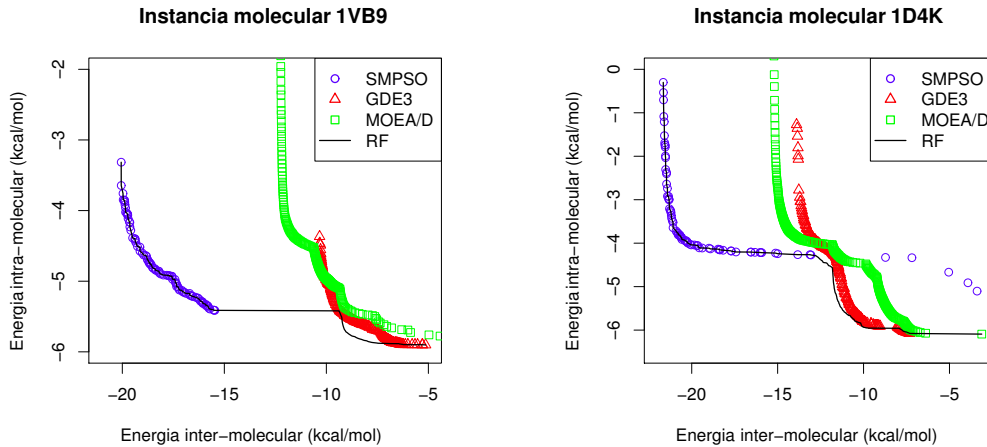 Instancia molecular 1VB9
Energia intra−molecular (kcal/mol)
−2
−3
−4
−5
−6
SMPSO
GDE3
MOEA/D
RF
−20
−15
−10
−5
Energia inter−molecular (kcal/mol)
Instancia molecular 1D4K
Energia intra−molecular (kcal/mol)
0
−1
−2
−3
−4
−5
−6
SMPSO
GDE3
MOEA/D
RF
−20
−15
−10
−5
Energia inter−molecular (kcal/mol)